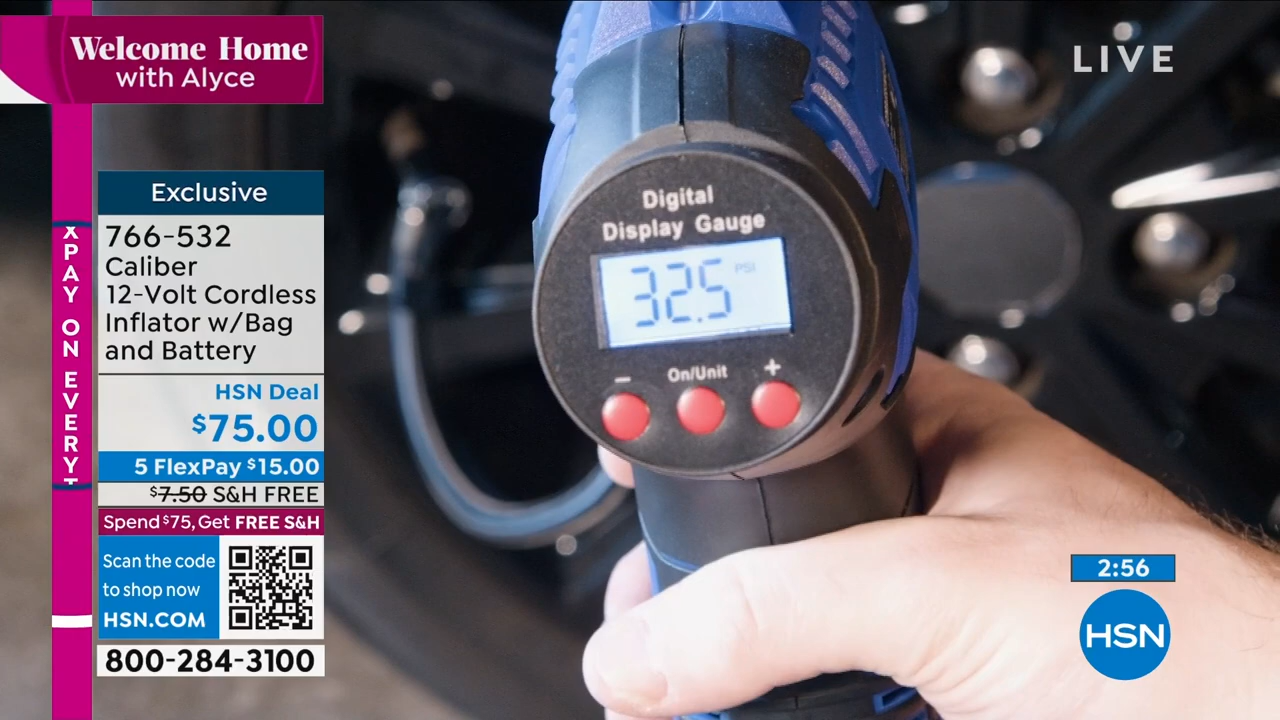 Welcome Home
with Alyce
LIVE
Exclusive
766-532
Caliber
12-Volt Cordless
Inflator w/Bag
and Battery
HSN Deal
$75.00
5 FlexPay $15.00
$7.50 S&H FREE
Spend $75, Get FREE S&H
Scan the code
to shop now
HSN.COM
800-284-3100
XPAY ON EVERYT
Digital
Display Gauge
32.5 PSI
− On/Unit +
2:56
HSN